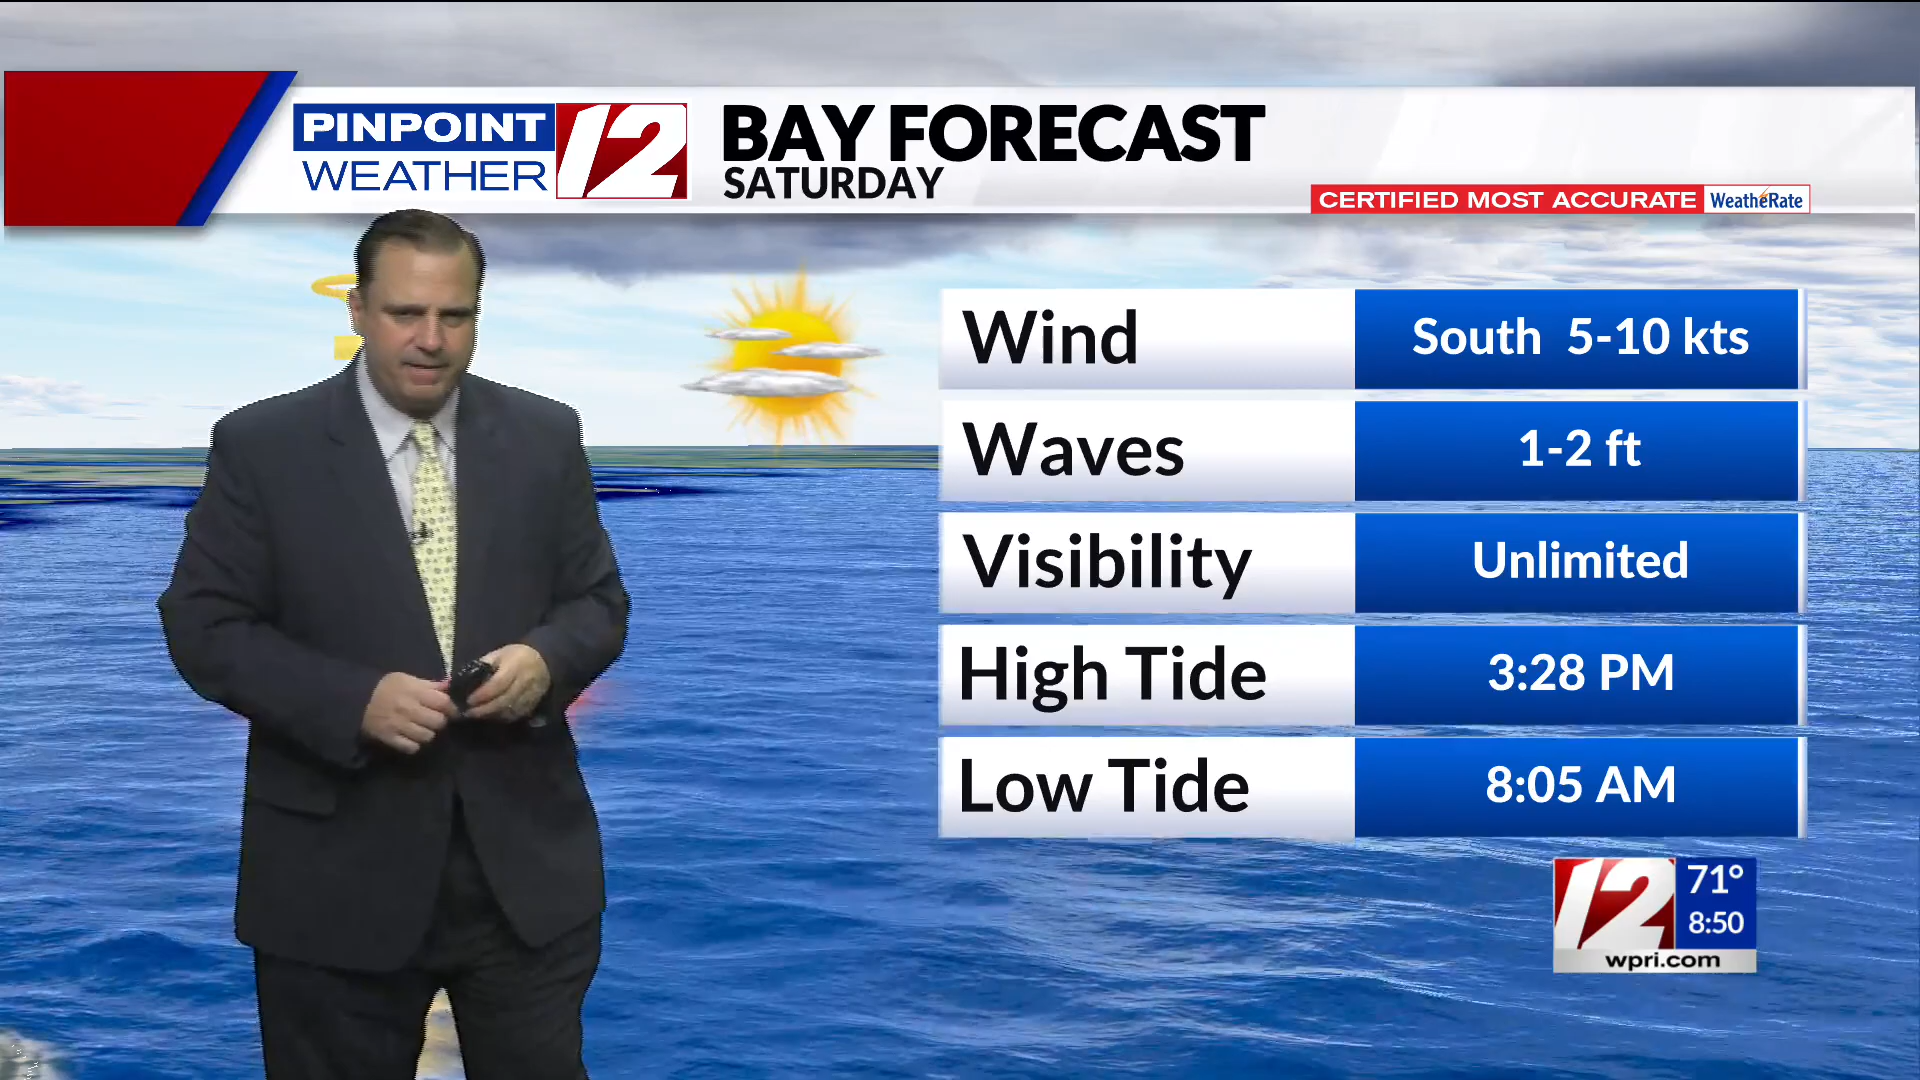 PINPOINT
WEATHER
12
BAY FORECAST
SATURDAY
CERTIFIED MOST ACCURATE WeatheRate
Wind South 5-10 kts
Waves 1-2 ft
Visibility Unlimited
High Tide 3:28 PM
Low Tide 8:05 AM
12 71°
8:50
wpri.com